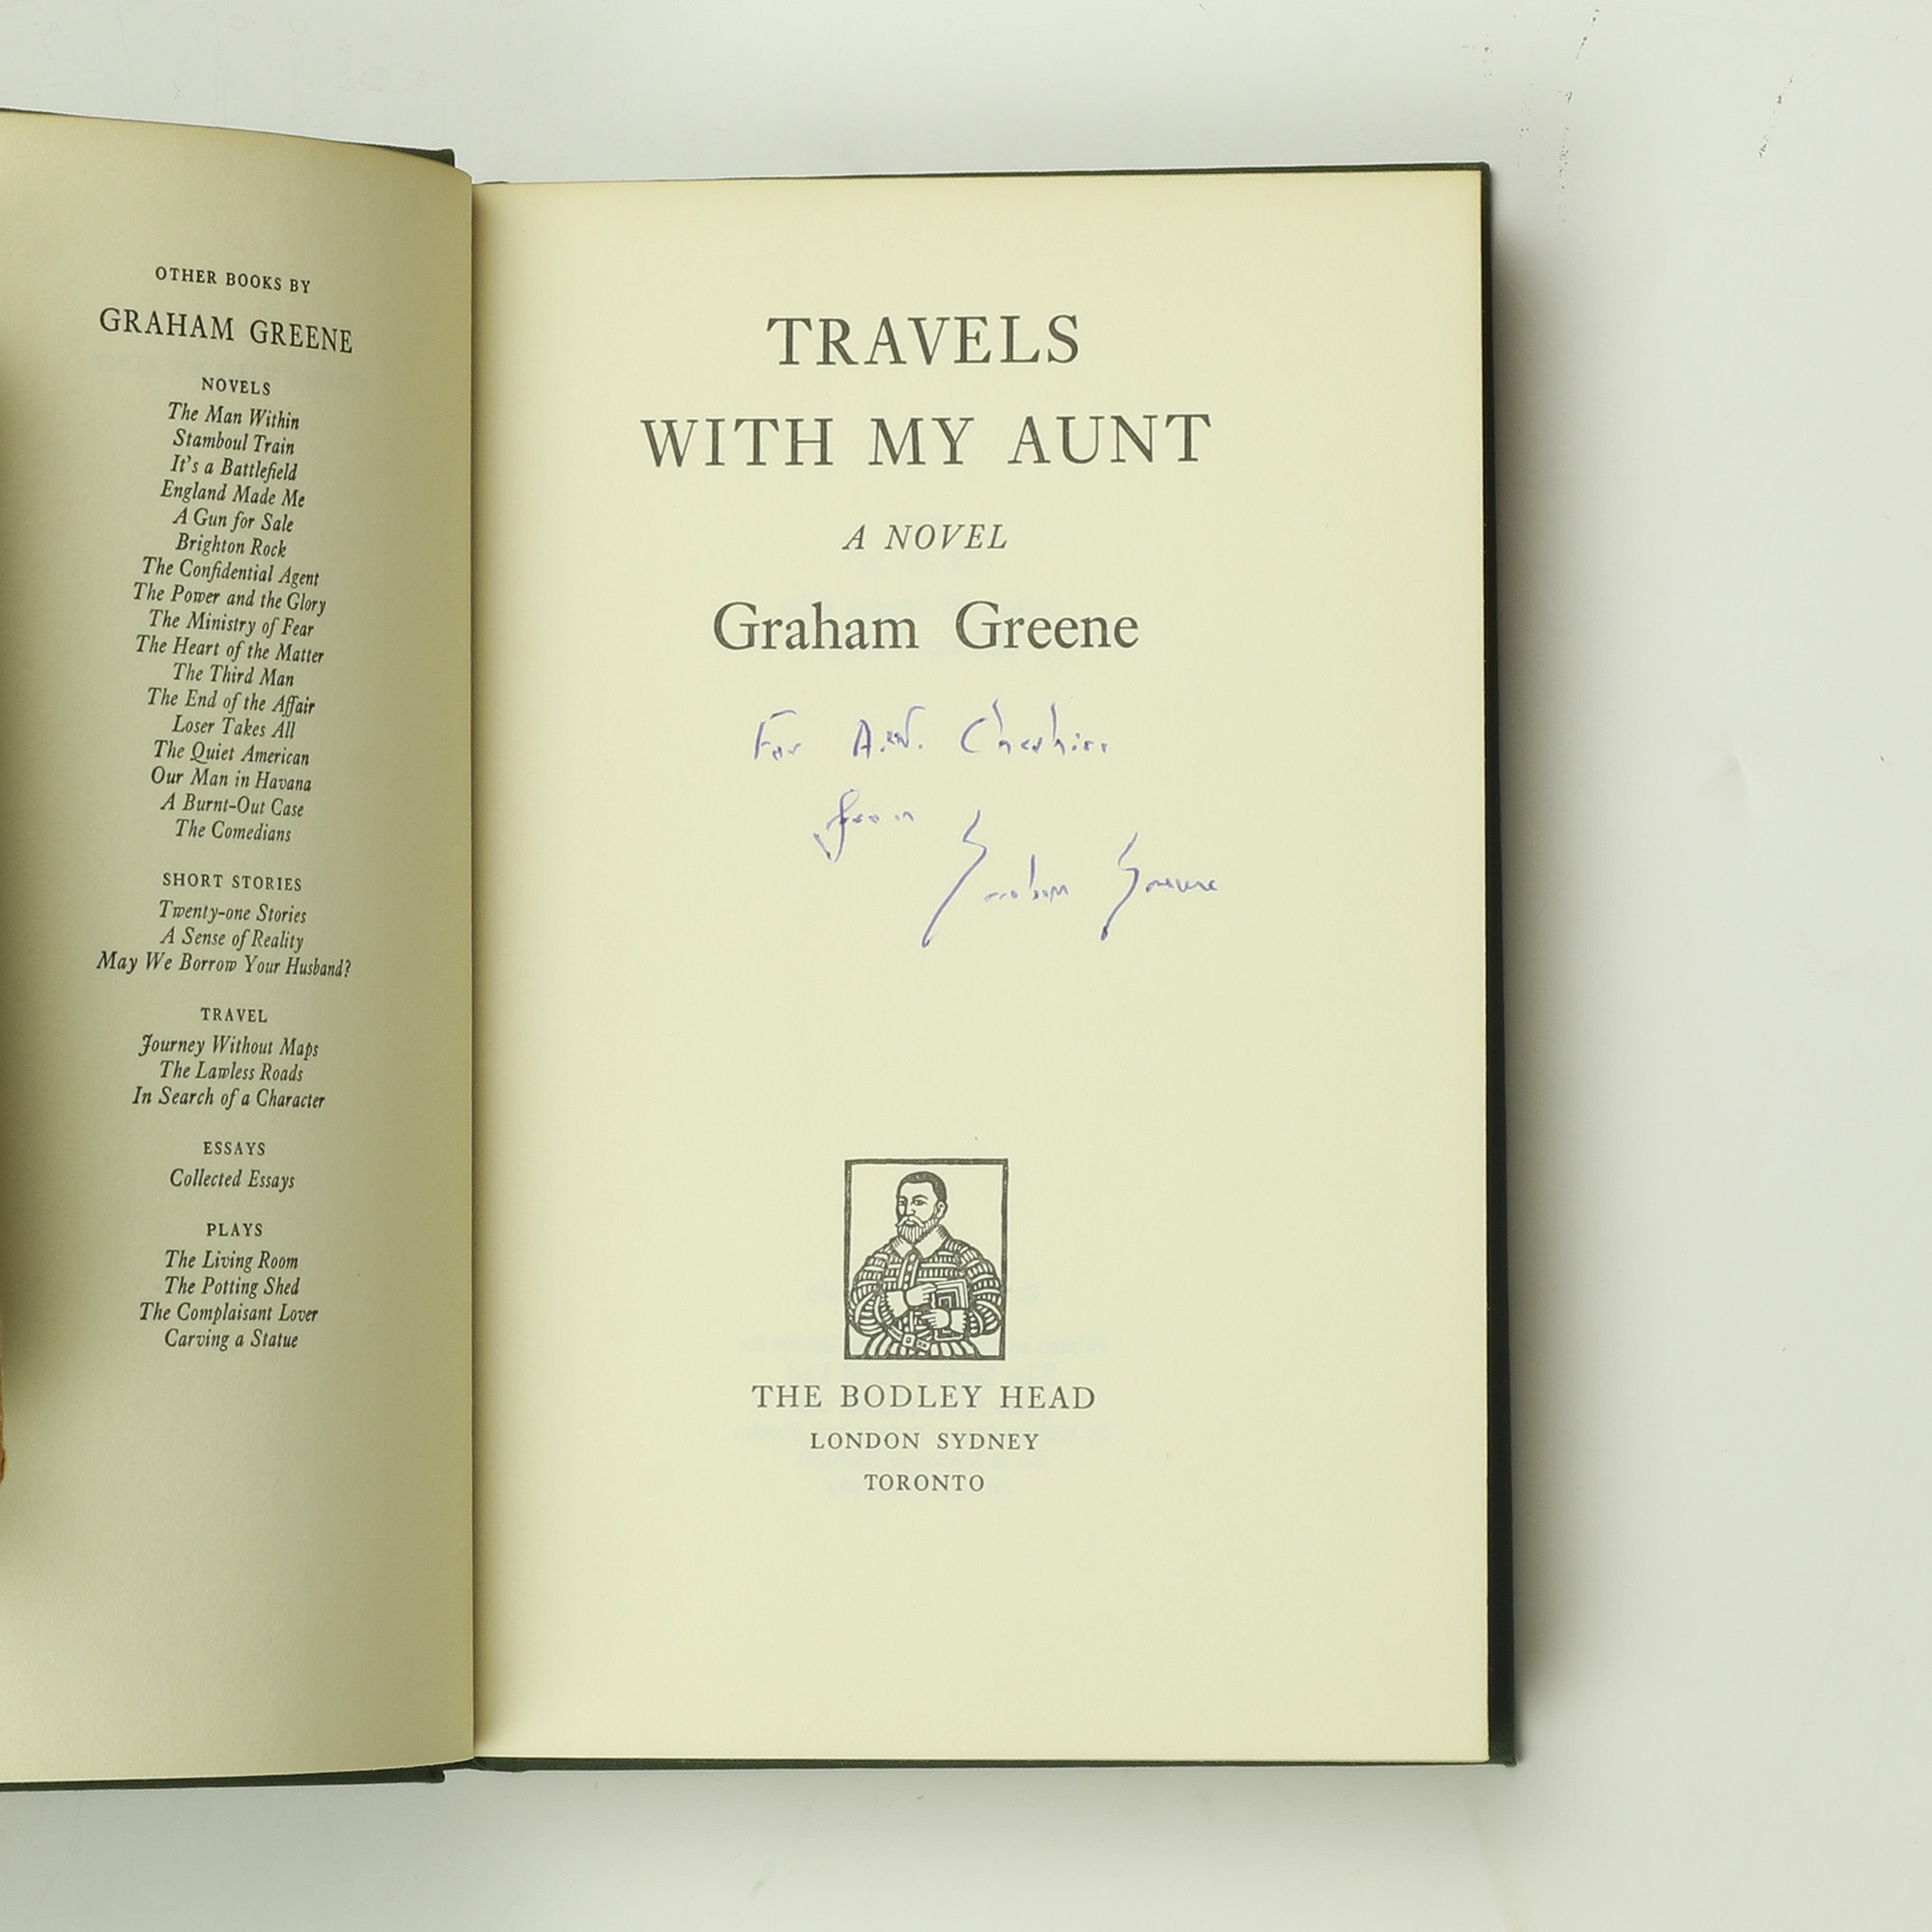 OTHER BOOKS BY
GRAHAM GREENE
NOVELS
The Man Within
Stamboul Train
It's a Battlefield
England Made Me
A Gun for Sale
Brighton Rock
The Confidential Agent
The Power and the Glory
The Ministry of Fear
The Heart of the Matter
The Third Man
The End of the Affair
Loser Takes All
The Quiet American
Our Man in Havana
A Burnt-Out Case
The Comedians
SHORT STORIES
Twenty-one Stories
A Sense of Reality
May We Borrow Your Husband?
TRAVEL
Journey Without Maps
The Lawless Roads
In Search of a Character
ESSAYS
Collected Essays
PLAYS
The Living Room
The Potting Shed
The Complaisant Lover
Carving a Statue
TRAVELS
WITH MY AUNT
A NOVEL
Graham Greene
For A.W. Cheshire
from
Graham Greene
THE BODLEY HEAD
LONDON SYDNEY
TORONTO